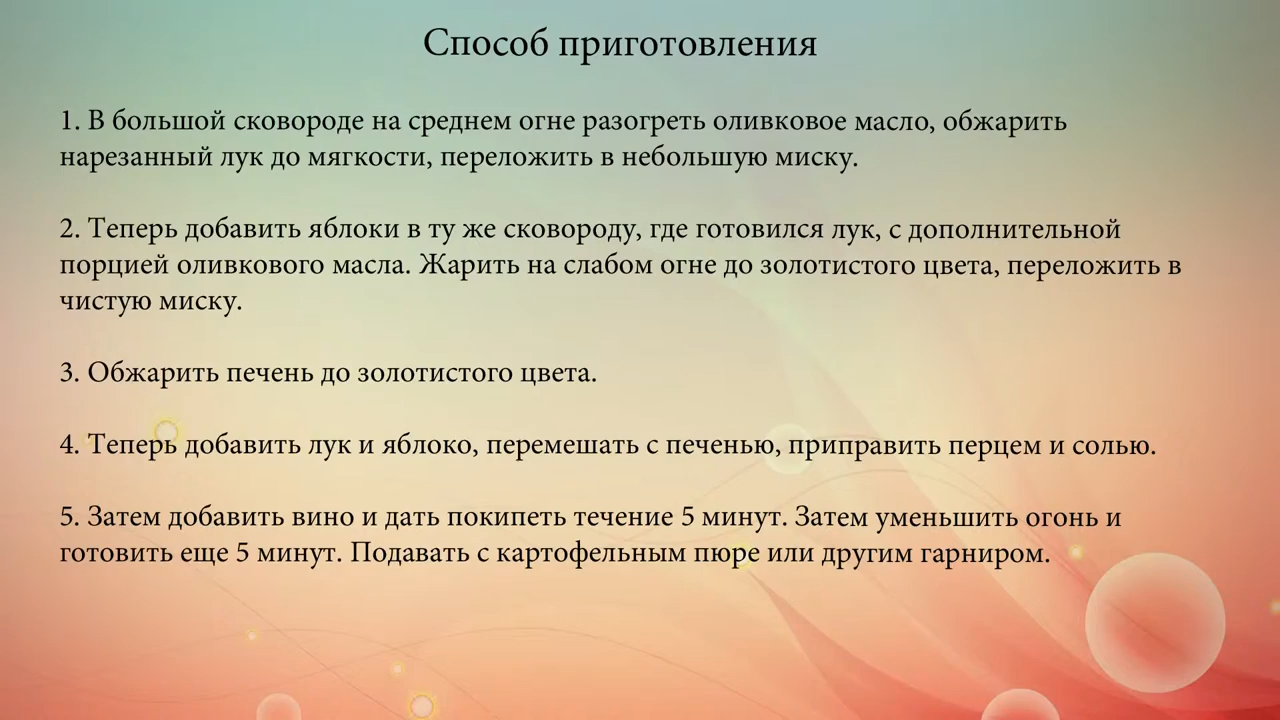 Способ приготовления
1. В большой сковороде на среднем огне разогреть оливковое масло, обжарить
нарезанный лук до мягкости, переложить в небольшую миску.
2. Теперь добавить яблоки в ту же сковороду, где готовился лук, с дополнительной
порцией оливкового масла. Жарить на слабом огне до золотистого цвета, переложить в
чистую миску.
3. Обжарить печень до золотистого цвета.
4. Теперь добавить лук и яблоко, перемешать с печенью, приправить перцем и солью.
5. Затем добавить вино и дать покипеть течение 5 минут. Затем уменьшить огонь и
готовить еще 5 минут. Подавать с картофельным пюре или другим гарниром.